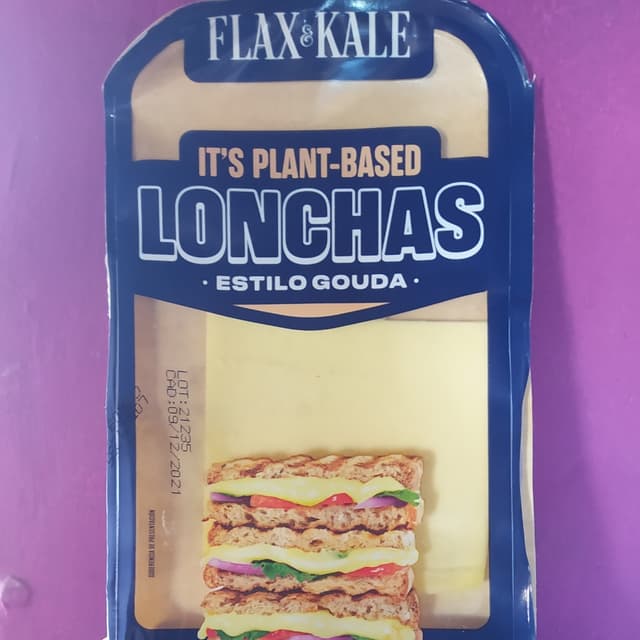 FLAX & KALE
IT'S PLANT-BASED
LONCHAS
· ESTILO GOUDA ·
LOT:21235
CAD:09/12/2021
SUGERENCIA DE PRESENTACIÓN